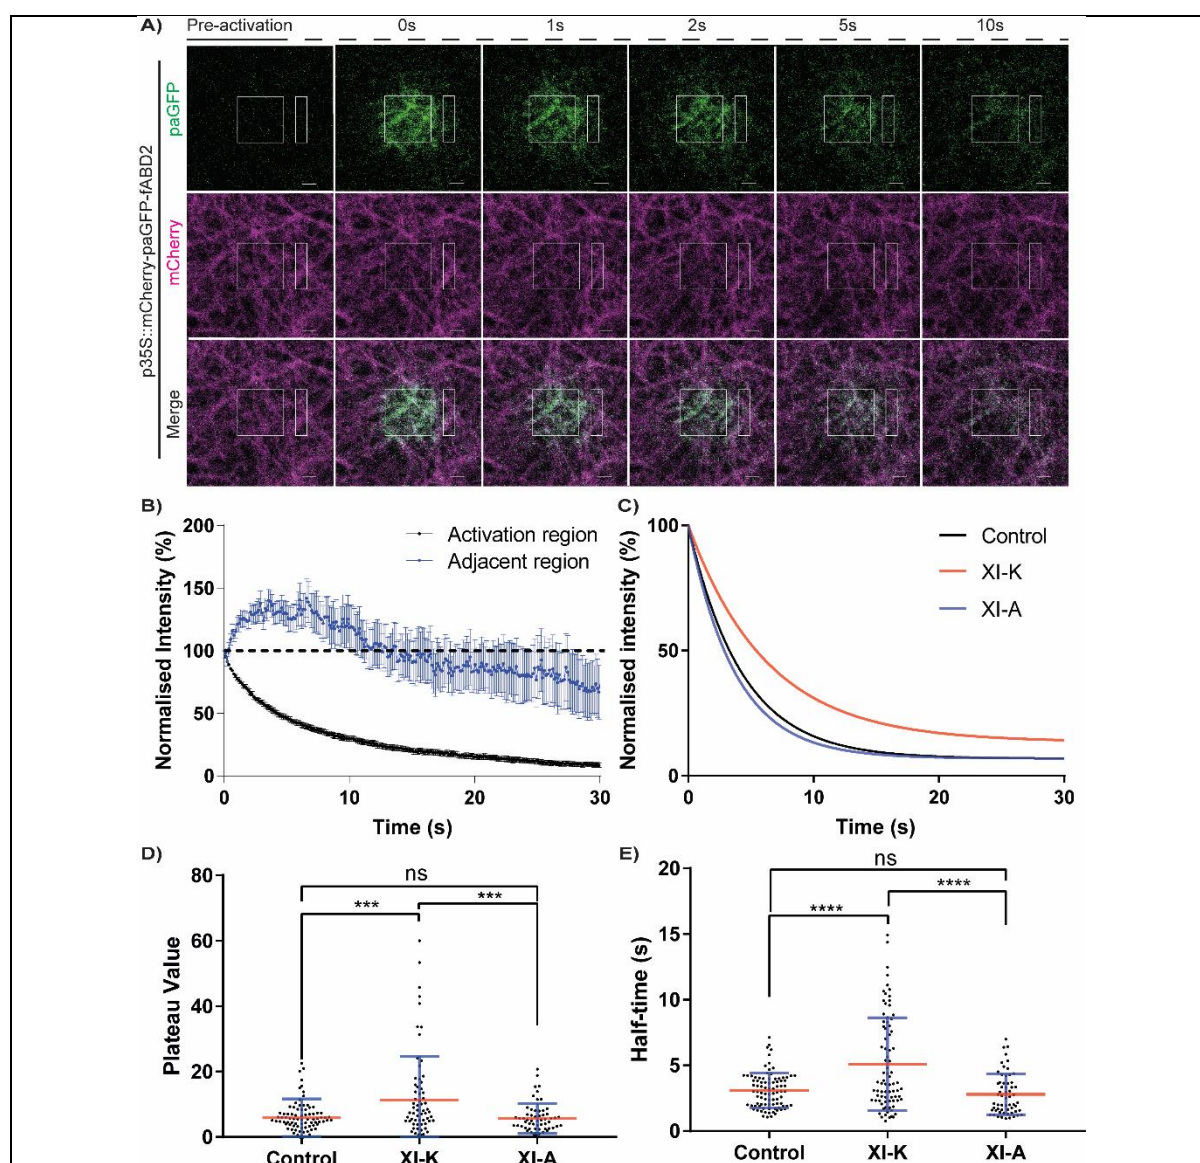 A) Pre-activation 0s 1s 2s 5s 10s
p35S::mCherry-paGFP-fABD2
paGFP
mCherry
Merge
B)
200
150
100
50
0
Normalised Intensity (%)
Activation region
Adjacent region
0 10 20 30
Time (s)
C)
100
50
0
Normalised intensity (%)
Control
XI-K
XI-A
0 10 20 30
Time (s)
D)
80
60
40
20
0
Plateau Value
ns
*** ***
Control XI-K XI-A
E)
20
15
10
5
0
Half-time (s)
ns
**** ****
Control XI-K XI-A